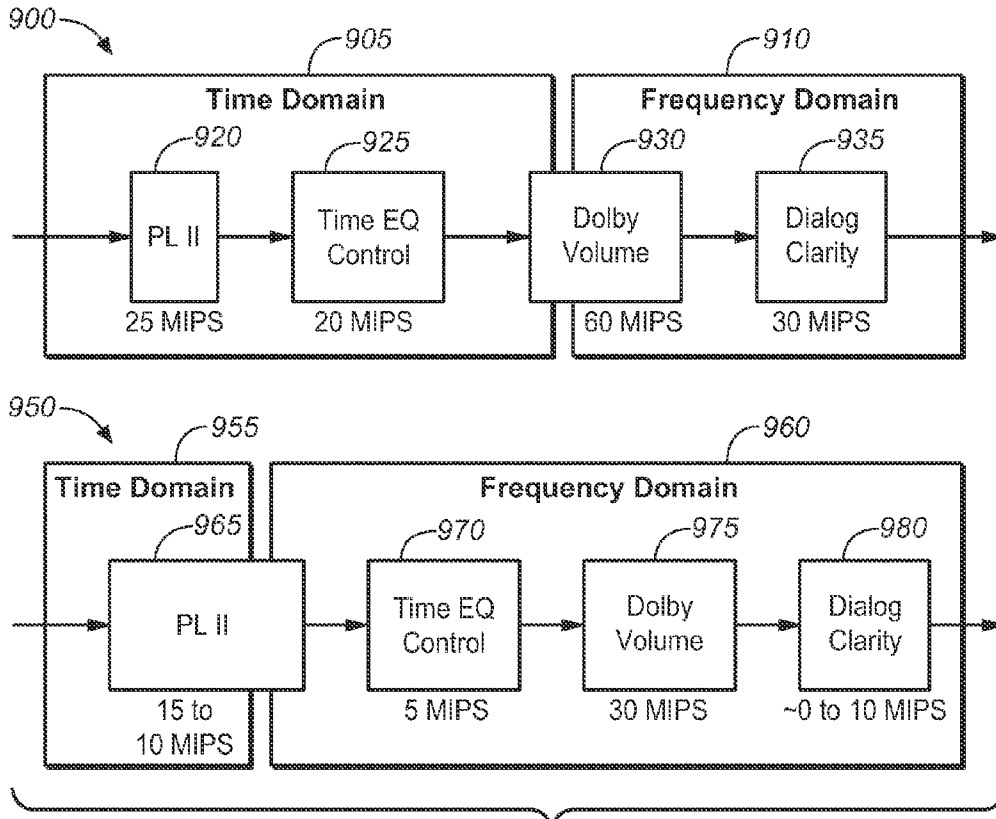 900
905
910
Time Domain
Frequency Domain
920
925
930
935
PL II
Time EQ
Control
Dolby
Volume
Dialog
Clarity
25 MIPS
20 MIPS
60 MIPS
30 MIPS
950
955
960
Time Domain
Frequency Domain
965
970
975
980
PL II
Time EQ
Control
Dolby
Volume
Dialog
Clarity
15 to
10 MIPS
5 MIPS
30 MIPS
~0 to 10 MIPS